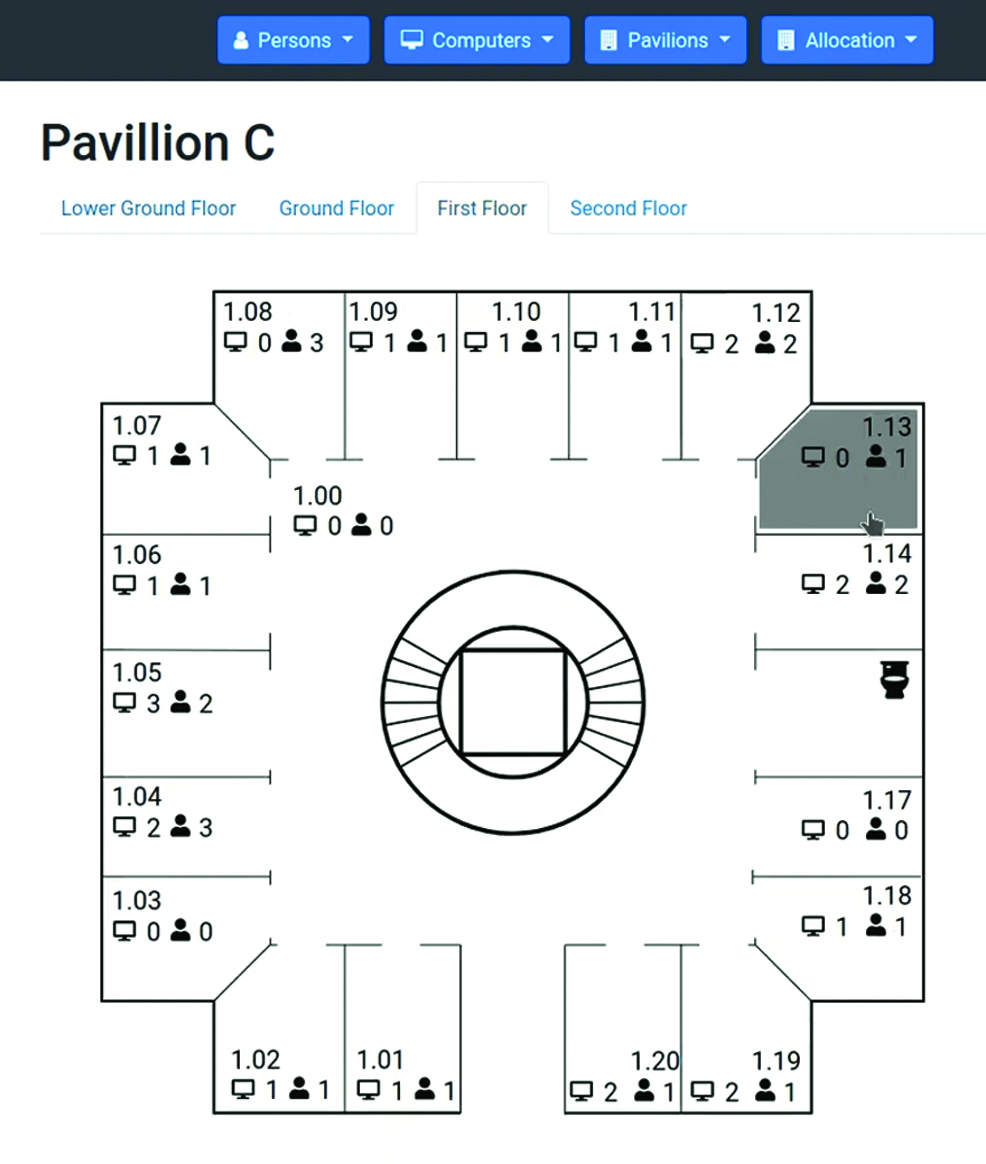 Persons Computers Pavilions Allocation
Pavillion C
Lower Ground Floor Ground Floor First Floor Second Floor
1.08 1.09 1.10 1.11 1.12
0 3 1 1 1 1 1 1 2 2
1.07 1.13
1 1 0 1
1.00
0 0
1.06 1.14
1 1 2 2
1.05
3 2
1.04 1.17
2 3 0 0
1.03 1.18
0 0 1 1
1.02 1.01 1.20 1.19
1 1 1 1 2 1 2 1